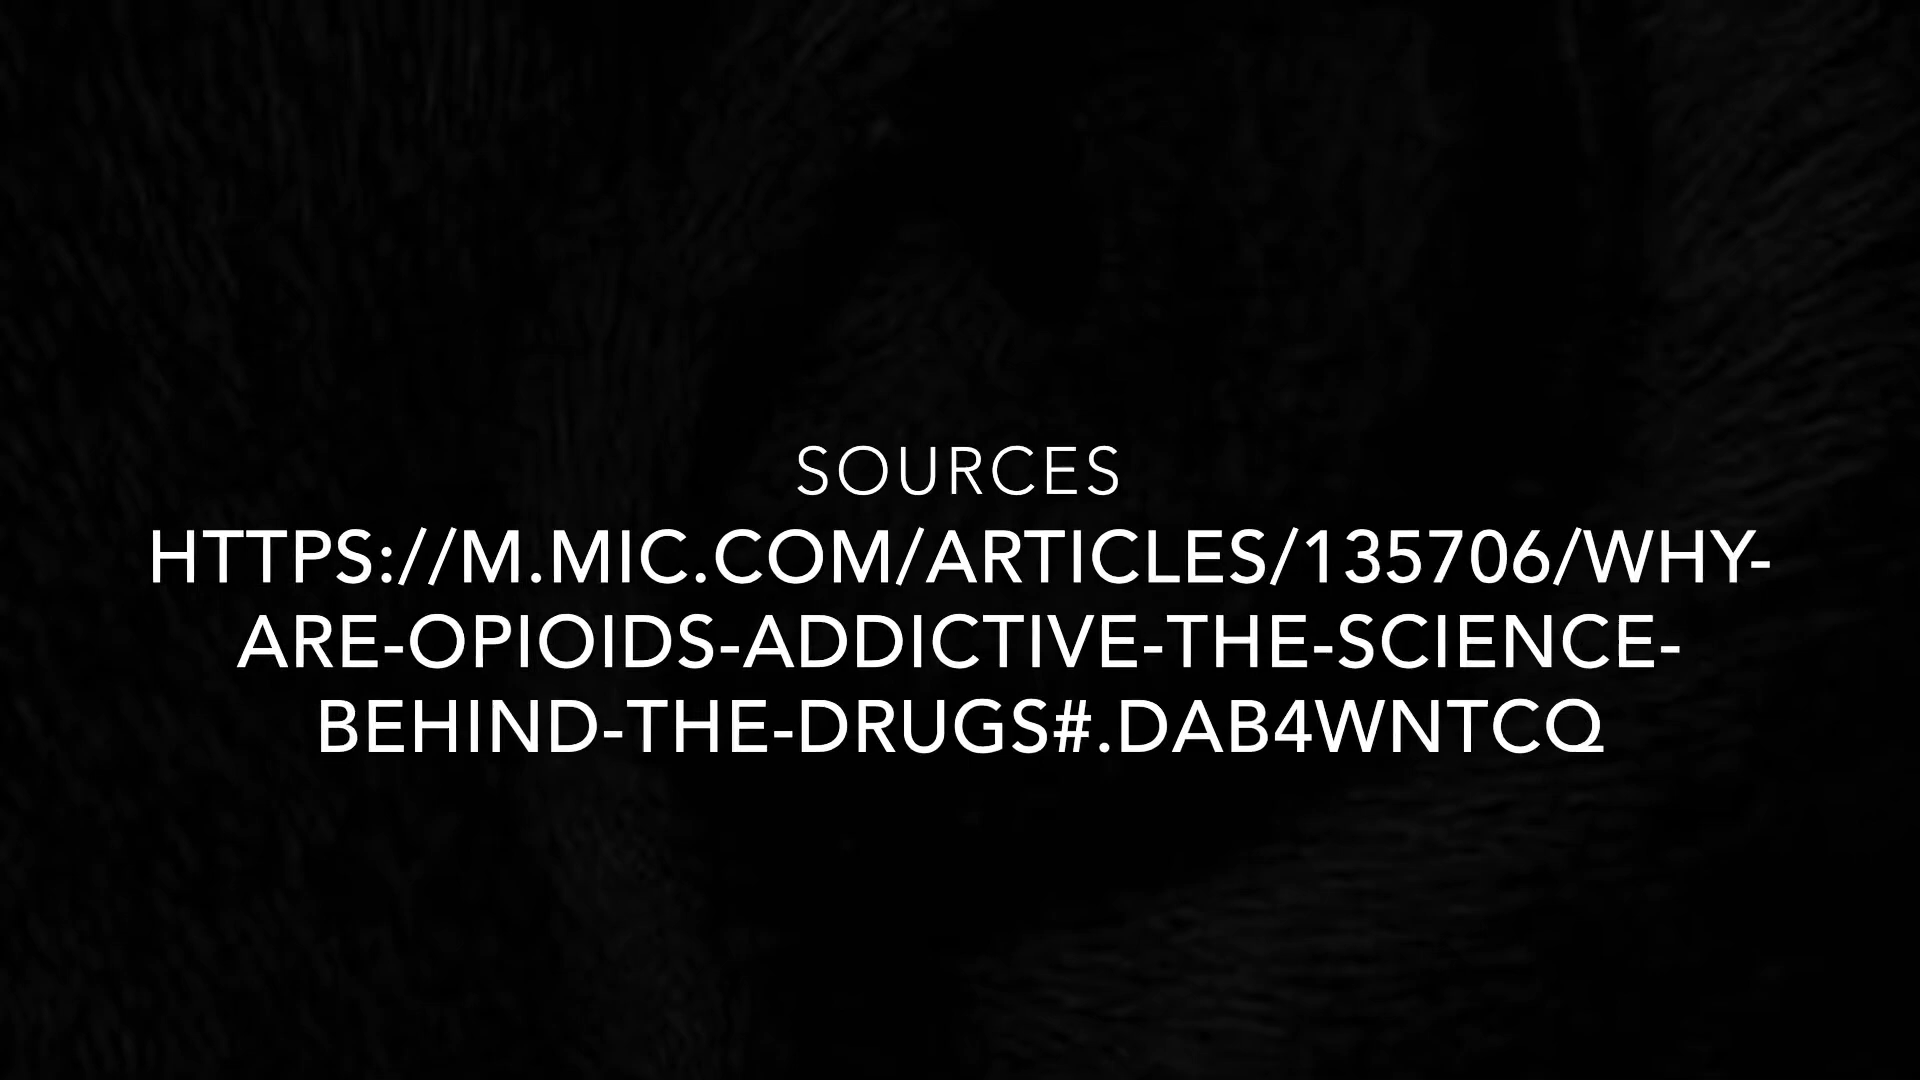 SOURCES
HTTPS://M.MIC.COM/ARTICLES/135706/WHY-
ARE-OPIOIDS-ADDICTIVE-THE-SCIENCE-
BEHIND-THE-DRUGS#.DAB4WNTCQ